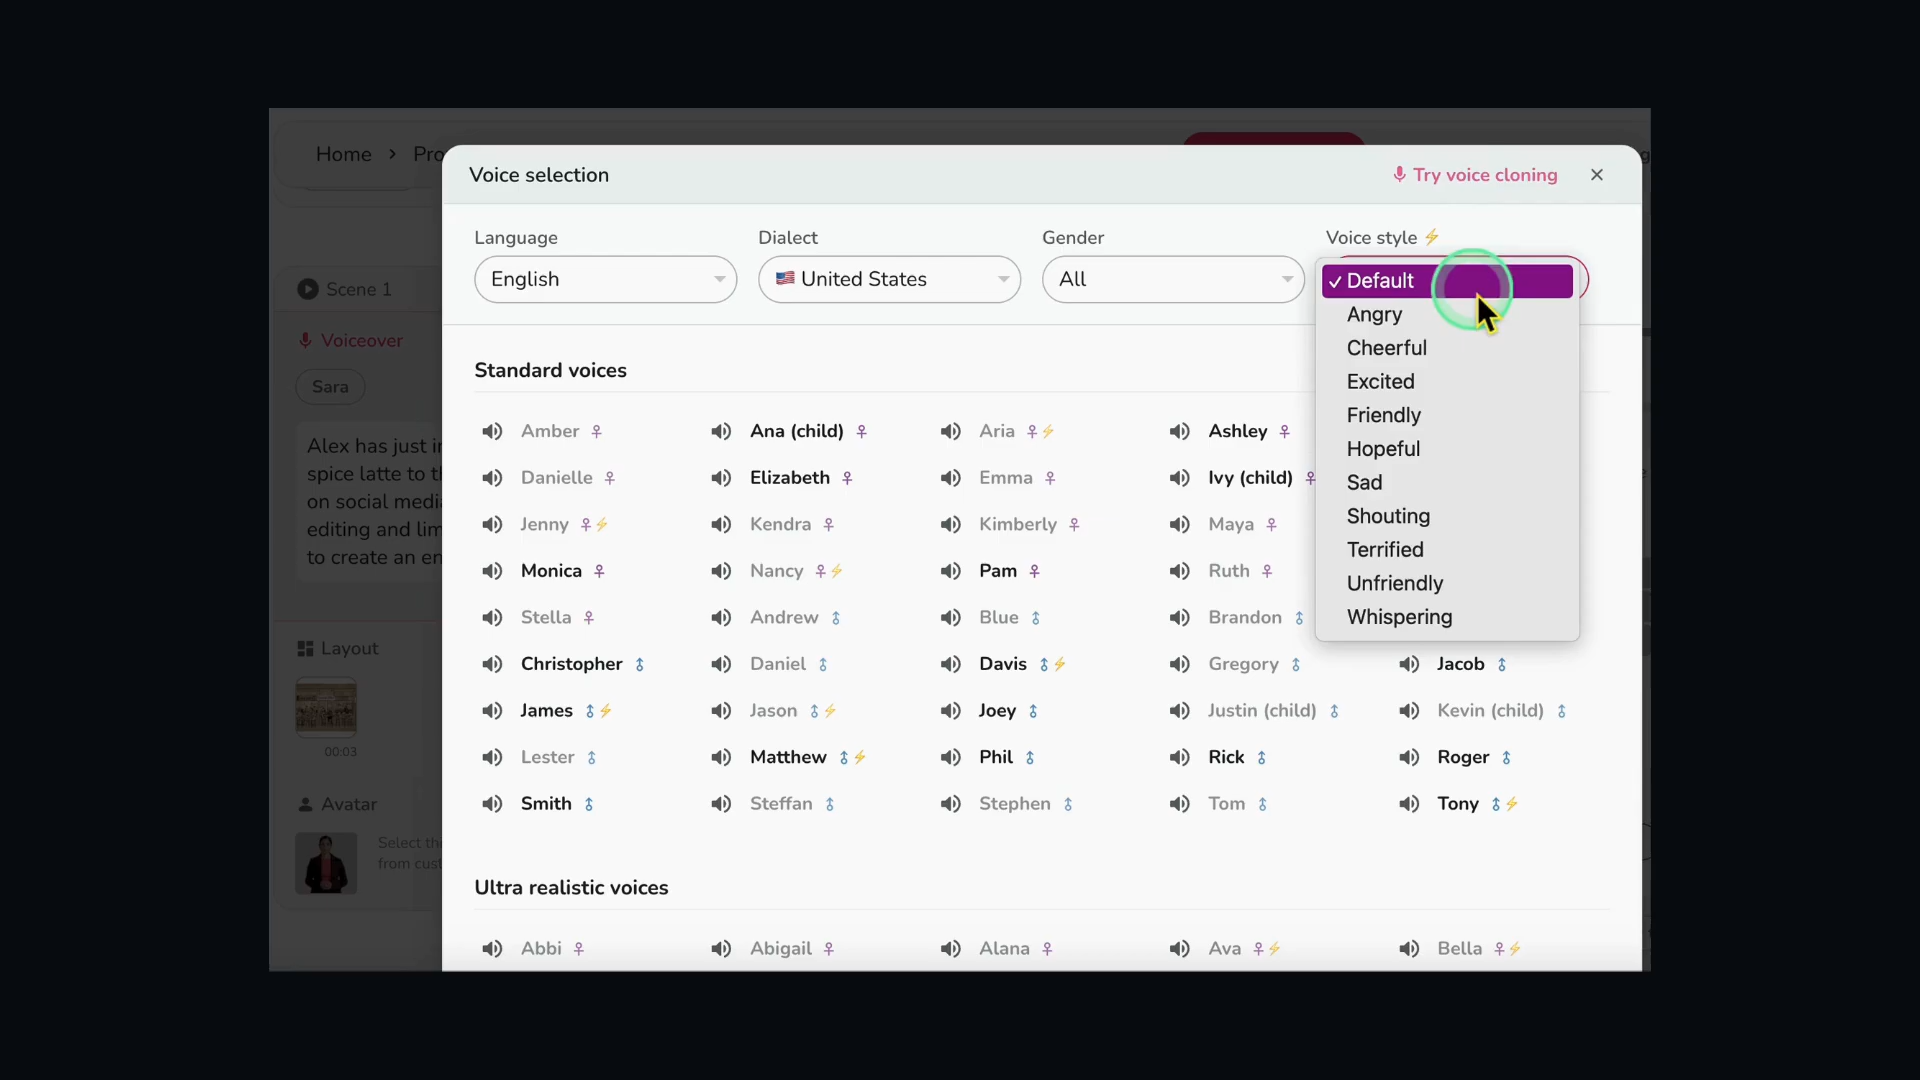 Home > Pro
Voice selection
Try voice cloning
Language
Dialect
Gender
Voice style
English
United States
All
✓ Default
Angry
Cheerful
Excited
Friendly
Hopeful
Sad
Shouting
Terrified
Unfriendly
Whispering
Scene 1
Voiceover
Sara
Alex has just in
spice latte to th
on social medi
editing and lim
to create an en
Layout
00:03
Avatar
Select th
from cust
Standard voices
Amber
Ana (child)
Aria
Ashley
Danielle
Elizabeth
Emma
Ivy (child)
Jenny
Kendra
Kimberly
Maya
Monica
Nancy
Pam
Ruth
Stella
Andrew
Blue
Brandon
Christopher
Daniel
Davis
Gregory
Jacob
James
Jason
Joey
Justin (child)
Kevin (child)
Lester
Matthew
Phil
Rick
Roger
Smith
Steffan
Stephen
Tom
Tony
Ultra realistic voices
Abbi
Abigail
Alana
Ava
Bella